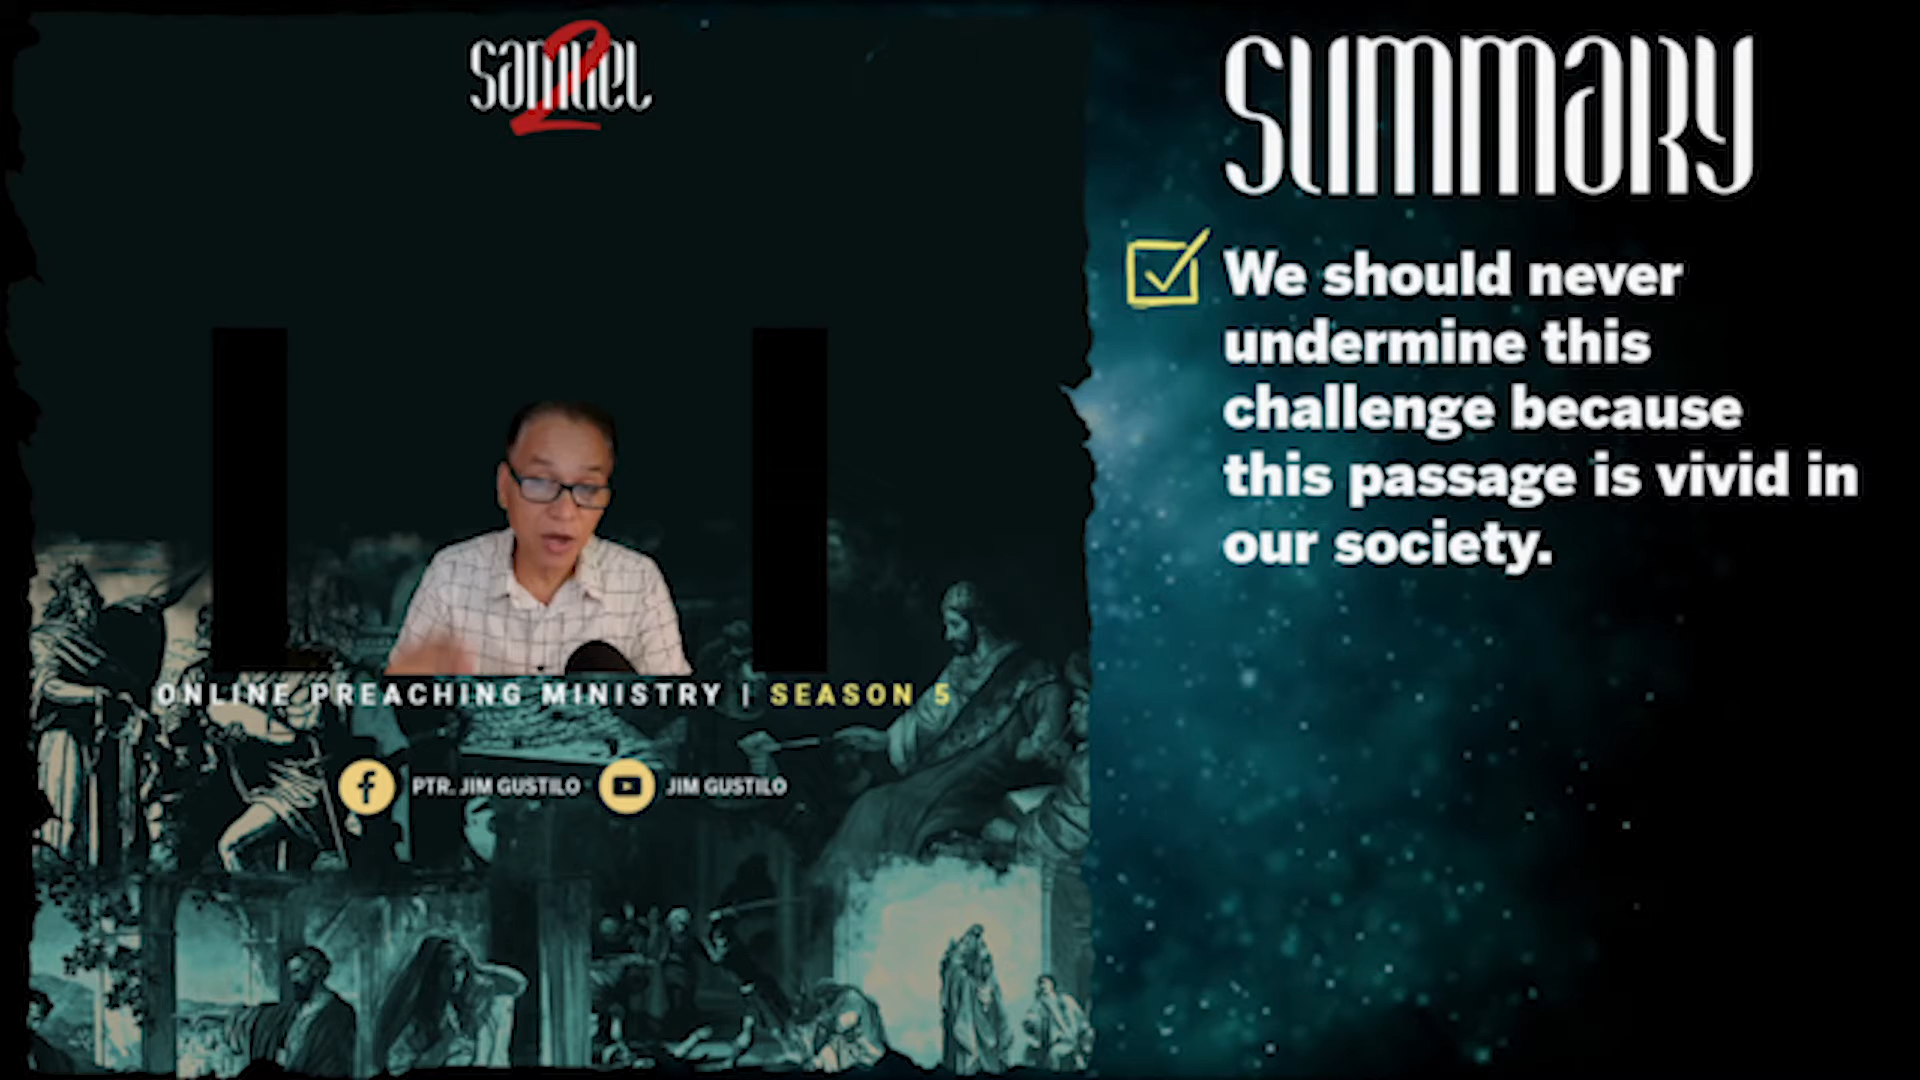 Samuel
2
ONLINE PREACHING MINISTRY | SEASON 5
PTR. JIM GUSTILO
JIM GUSTILO
SUMMARY
We should never
undermine this
challenge because
this passage is vivid in
our society.